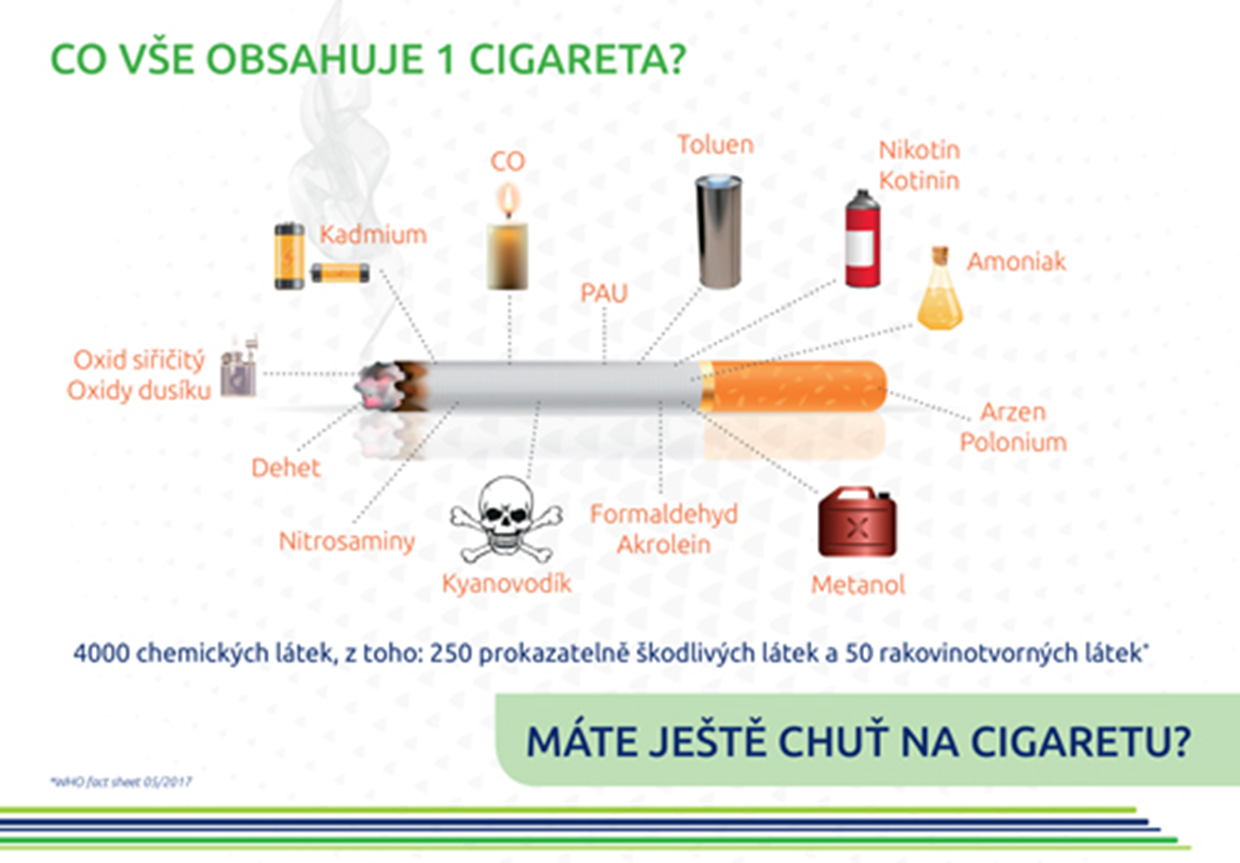 CO VŠE OBSAHUJE 1 CIGARETA?
CO
Toluen
Nikotin
Kotinin
Kadmium
Amoniak
PAU
Oxid siřičitý
Oxidy dusíku
Arzen
Polonium
Dehet
Nitrosaminy
Formaldehyd
Akrolein
Kyanovodík
Metanol
4000 chemických látek, z toho: 250 prokazatelně škodlivých látek a 50 rakovinotvorných látek*
MÁTE JEŠTĚ CHUŤ NA CIGARETU?
*WHO fact sheet 05/2017